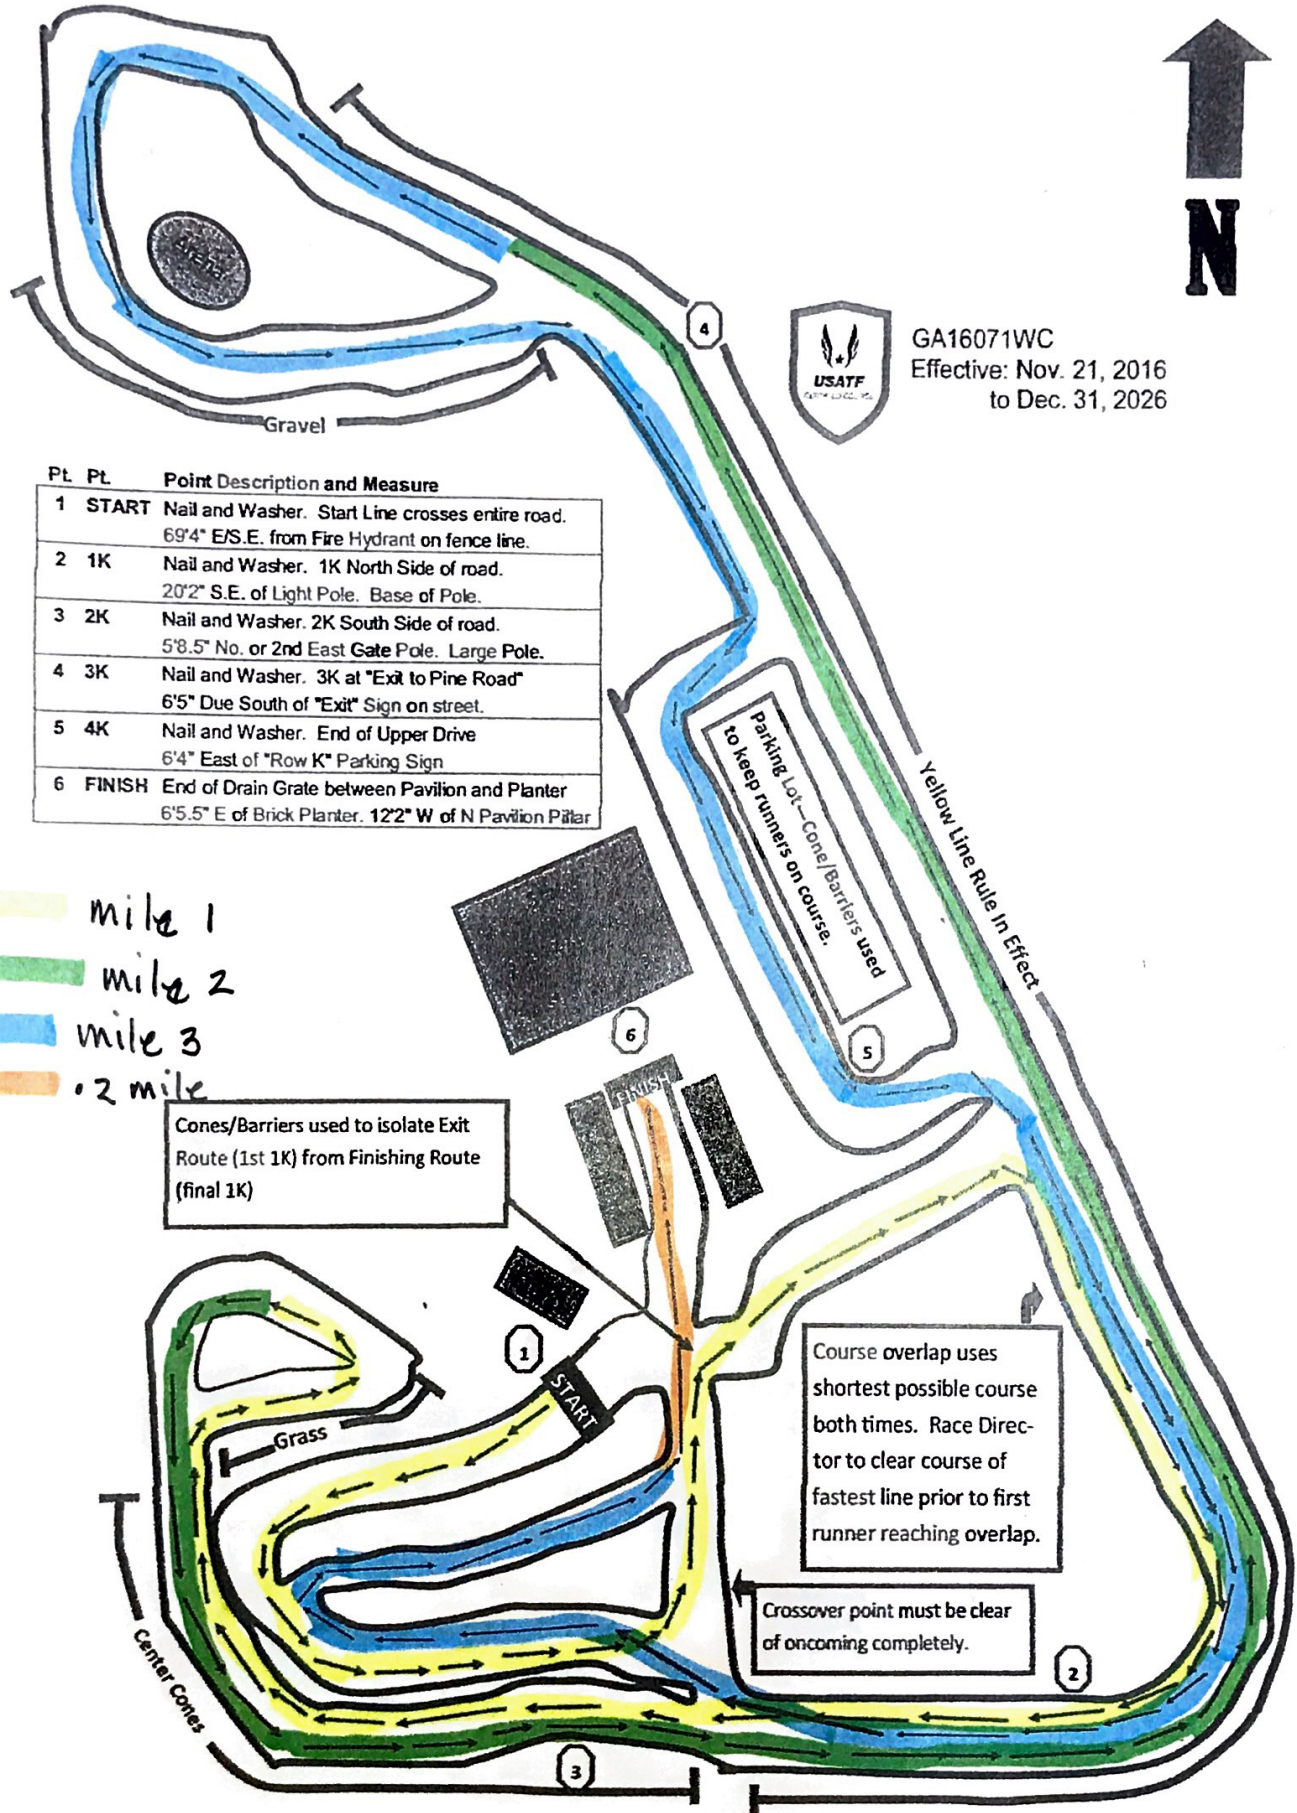 N
4
USATF
GA16071WC
Effective: Nov. 21, 2016
to Dec. 31, 2026
Gravel
Pt. Pt. Point Description and Measure
1 START Nail and Washer. Start Line crosses entire road.
69'4" E/S.E. from Fire Hydrant on fence line.
2 1K Nail and Washer. 1K North Side of road.
20'2" S.E. of Light Pole. Base of Pole.
3 2K Nail and Washer. 2K South Side of road.
5'8.5" No. or 2nd East Gate Pole. Large Pole.
4 3K Nail and Washer. 3K at "Exit to Pine Road"
6'5" Due South of "Exit" Sign on street.
5 4K Nail and Washer. End of Upper Drive
6'4" East of "Row K" Parking Sign
6 FINISH End of Drain Grate between Pavilion and Planter
6'5.5" E of Brick Planter. 12'2" W of N Pavilion Pillar
Parking Lot—Cone/Barriers used
to keep runners on course.
Yellow Line Rule In Effect
mile 1
mile 2
mile 3
.2 mile
6
5
FINISH
Cones/Barriers used to isolate Exit
Route (1st 1K) from Finishing Route
(final 1K)
1
START
Grass
Course overlap uses
shortest possible course
both times. Race Direc-
tor to clear course of
fastest line prior to first
runner reaching overlap.
Crossover point must be clear
of oncoming completely.
2
Center Cones
3